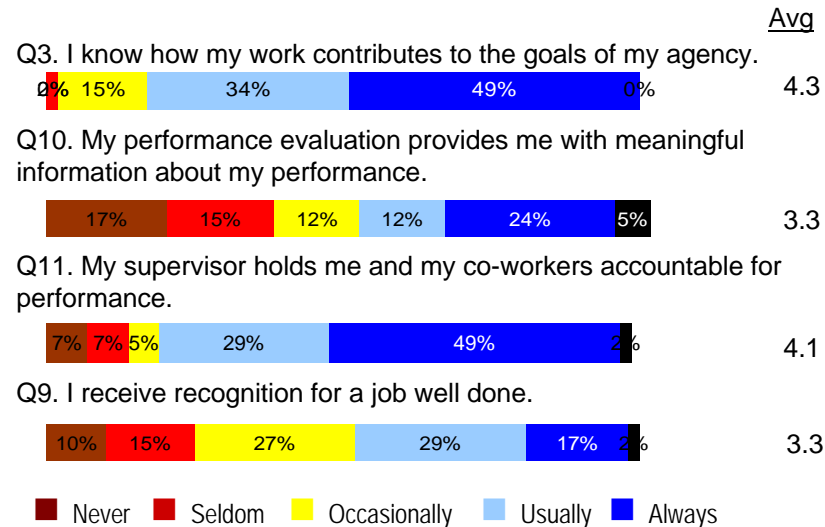 Avg
Q3. I know how my work contributes to the goals of my agency.
0% 2% 15% 34% 49% 0% 4.3
Q10. My performance evaluation provides me with meaningful
information about my performance.
17% 15% 12% 12% 24% 5% 3.3
Q11. My supervisor holds me and my co-workers accountable for
performance.
7% 7% 5% 29% 49% 2% 4.1
Q9. I receive recognition for a job well done.
10% 15% 27% 29% 17% 2% 3.3
Never Seldom Occasionally Usually Always